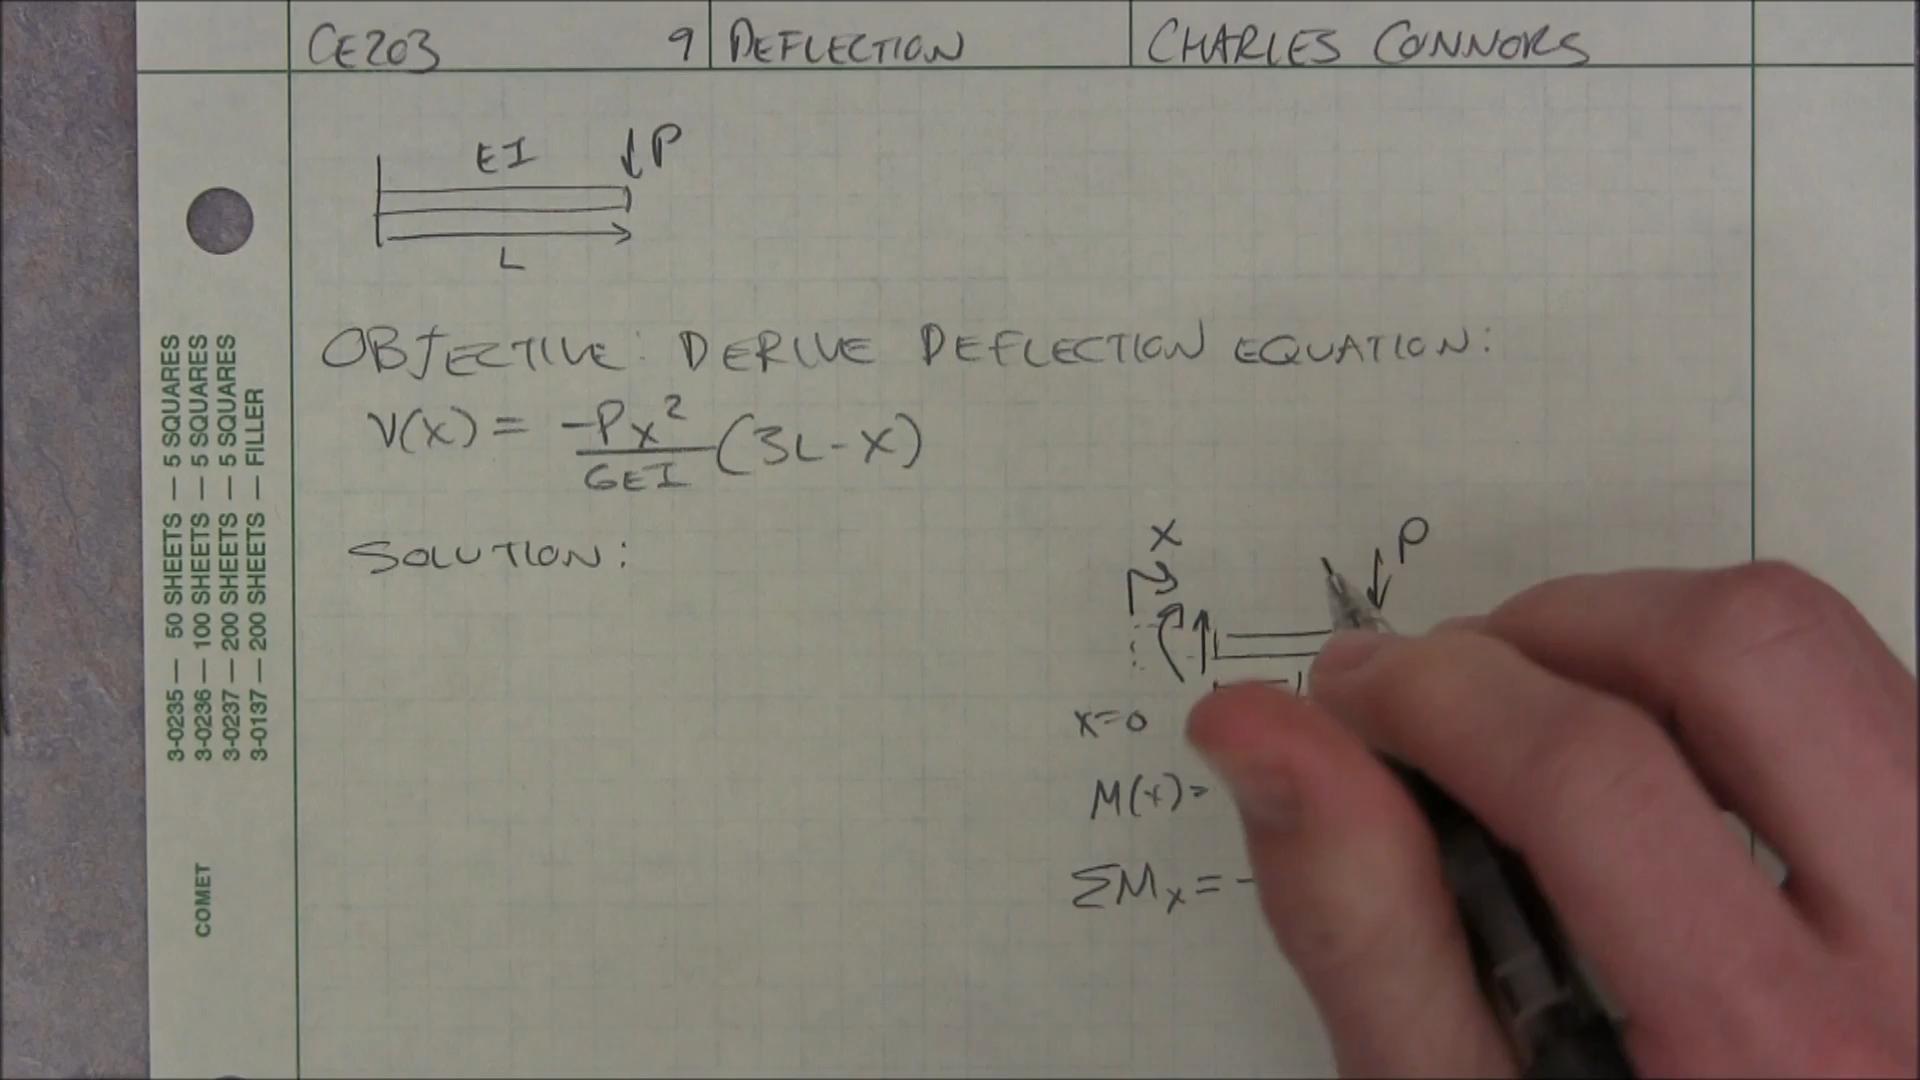 CE203 9 DEFLECTION CHARLES CONNORS
EI ↓ P
L
OBJECTIVE: DERIVE DEFLECTION EQUATION:
V(X) = -PX²/6EI (3L-X)
SOLUTION:
X
P
X=0
M(x)=
ΣMx = -
3-0235 — 50 SHEETS — 5 SQUARES
3-0236 — 100 SHEETS — 5 SQUARES
3-0237 — 200 SHEETS — 5 SQUARES
3-0137 — 200 SHEETS — FILLER
COMET